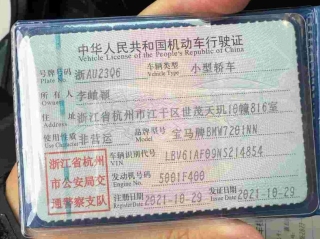 中华人民共和国机动车行驶证
Vehicle License of the People's Republic of China
号牌号码 浙AU23Q6 车辆类型 小型轿车
Plate No. Vehicle Type
所有人
Owner
住址 浙江省杭州市江干区世茂天玑10幢816室
Address
使用性质 非营运 品牌型号 宝马牌BMW7201NN
Use Character Model
浙江省杭州
市公安局交
通警察支队
车辆识别代号 LBV61AF09NS214854
VIN
发动机号码 5001F400
Engine No.
注册日期 2021-10-29 发证日期 2021-10-29
Register Date Issue Date